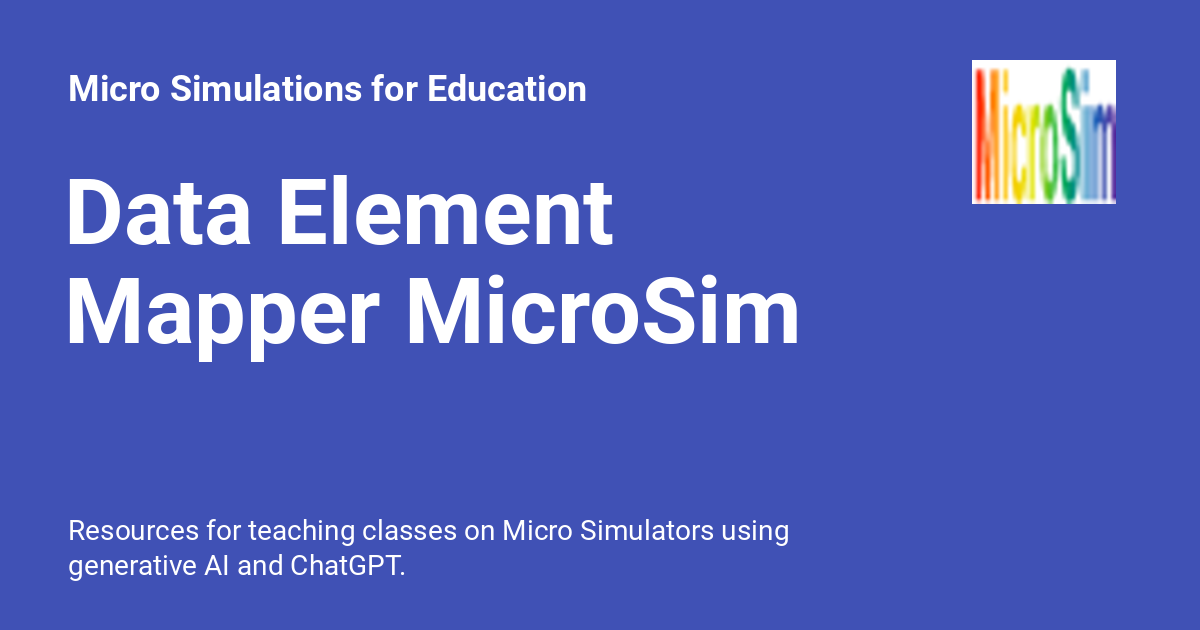 Micro Simulations for Education
MicroSim
Data Element
Mapper MicroSim
Resources for teaching classes on Micro Simulators using
generative AI and ChatGPT.